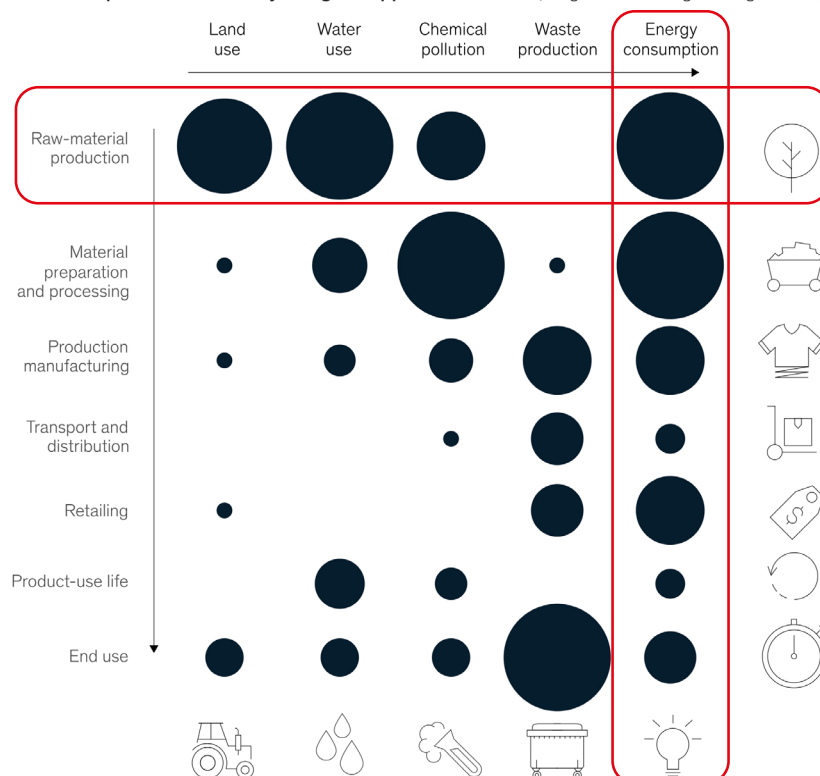 Land
use
Water
use
Chemical
pollution
Waste
production
Energy
consumption
Raw-material
production
Material
preparation
and processing
Production
manufacturing
Transport and
distribution
Retailing
$
Product-use life
End use